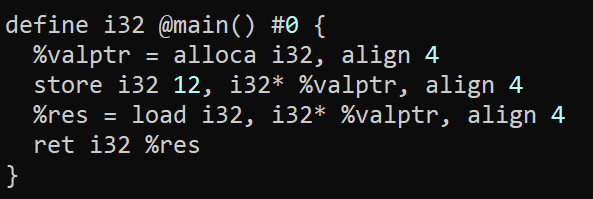 define i32 @main() #0 {
  %valptr = alloca i32, align 4
  store i32 12, i32* %valptr, align 4
  %res = load i32, i32* %valptr, align 4
  ret i32 %res
}